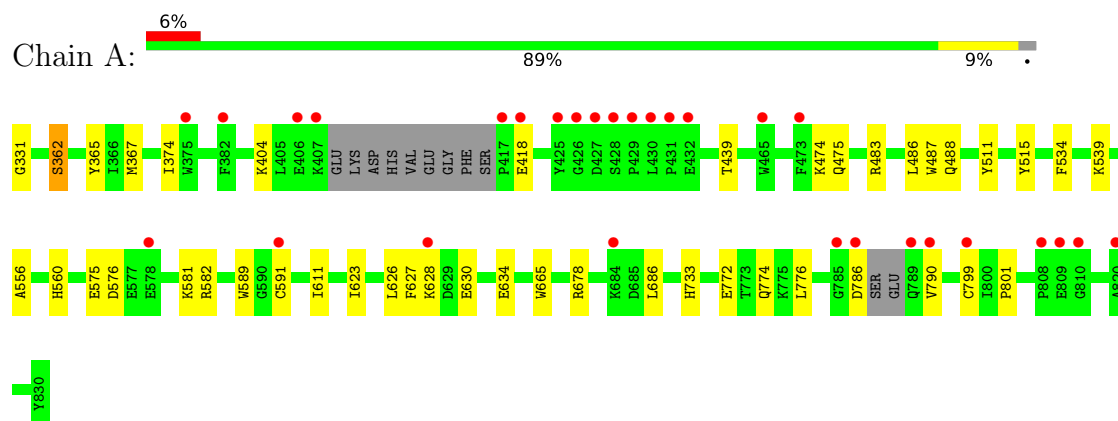 6%
Chain A:
89% 9% •
G331 S362 Y365 I366 M367 I374 W375 F382 K404 L405 E406 K407 GLU LYS ASP HIS VAL GLU GLY PHE SER P417 E418 Y425 G426 D427 S428 P429 L430 P431 E432 T439 W465 F473 K474 Q475 R483 L486 W487 Q488 Y511 Y515 F534 K539
A556 H560 E575 D576 E577 E578 K581 R582 W589 G590 C591 I611 I623 L626 F627 K628 D629 E630 E634 W665 R678 K684 D685 L686 H733 E772 T773 Q774 K775 L776 G785 D786 SER GLU Q789 V790 C799 I800 P801 P808 E809 G810
Y830